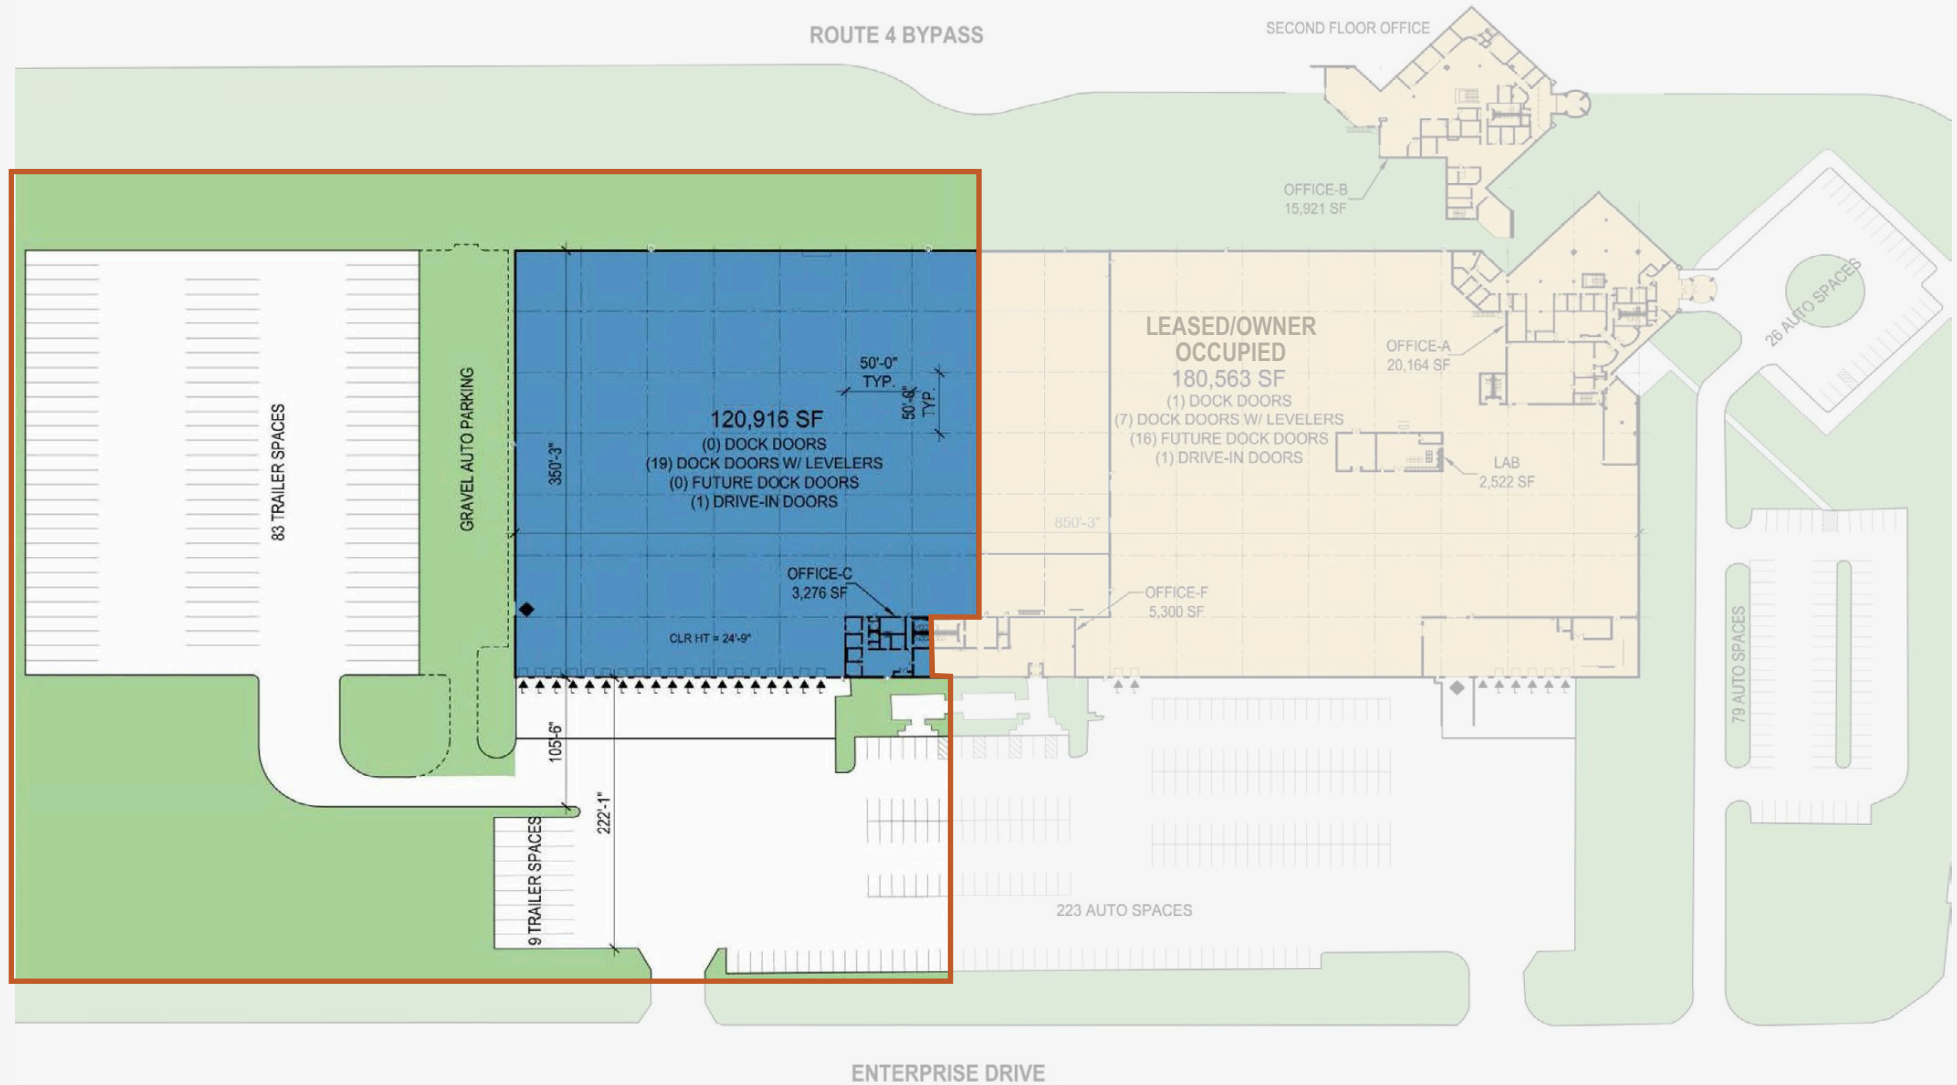 ROUTE 4 BYPASS
SECOND FLOOR OFFICE
OFFICE-B
15,921 SF
LEASED/OWNER
OCCUPIED
180,563 SF
(1) DOCK DOORS
(7) DOCK DOORS W/ LEVELERS
(16) FUTURE DOCK DOORS
(1) DRIVE-IN DOORS
OFFICE-A
20,164 SF
26 AUTO SPACES
83 TRAILER SPACES
GRAVEL AUTO PARKING
350'-3"
50'-0"
TYP.
50'-0"
TYP.
120,916 SF
(0) DOCK DOORS
(19) DOCK DOORS W/ LEVELERS
(0) FUTURE DOCK DOORS
(1) DRIVE-IN DOORS
LAB
2,522 SF
850'-3"
OFFICE-C
3,276 SF
OFFICE-F
5,300 SF
CLR HT = 24'-9"
79 AUTO SPACES
105'-6"
222'-1"
9 TRAILER SPACES
223 AUTO SPACES
ENTERPRISE DRIVE